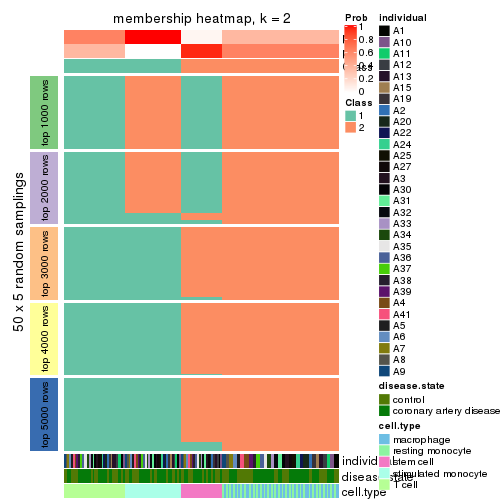 membership heatmap, k = 2
50 x 5 random samplings
top 1000 rows
top 2000 rows
top 3000 rows
top 4000 rows
top 5000 rows
Prob
1
0.8
0.6
0.4
0.2
0
Class
1
2
individual
A1
A10
A11
A12
A13
A15
A19
A2
A20
A22
A24
A25
A27
A3
A30
A31
A32
A33
A34
A35
A36
A37
A38
A39
A4
A41
A5
A6
A7
A8
A9
disease.state
control
coronary artery disease
cell.type
macrophage
resting monocyte
stem cell
stimulated monocyte
T cell
individual
disease.state
cell.type